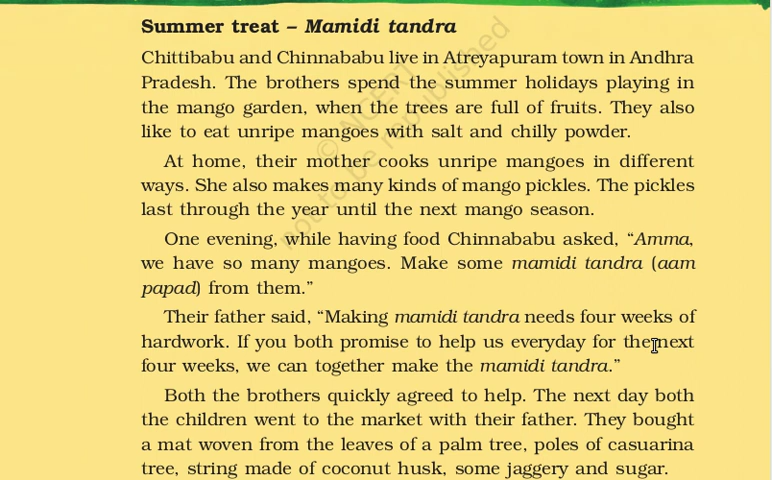 Summer treat – Mamidi tandra
Chittibabu and Chinnababu live in Atreyapuram town in Andhra
Pradesh. The brothers spend the summer holidays playing in
the mango garden, when the trees are full of fruits. They also
like to eat unripe mangoes with salt and chilly powder.
At home, their mother cooks unripe mangoes in different
ways. She also makes many kinds of mango pickles. The pickles
last through the year until the next mango season.
One evening, while having food Chinnababu asked, “Amma,
we have so many mangoes. Make some mamidi tandra (aam
papad) from them.”
Their father said, “Making mamidi tandra needs four weeks of
hardwork. If you both promise to help us everyday for the next
four weeks, we can together make the mamidi tandra.”
Both the brothers quickly agreed to help. The next day both
the children went to the market with their father. They bought
a mat woven from the leaves of a palm tree, poles of casuarina
tree, string made of coconut husk, some jaggery and sugar.
© NCERT
not to be republished